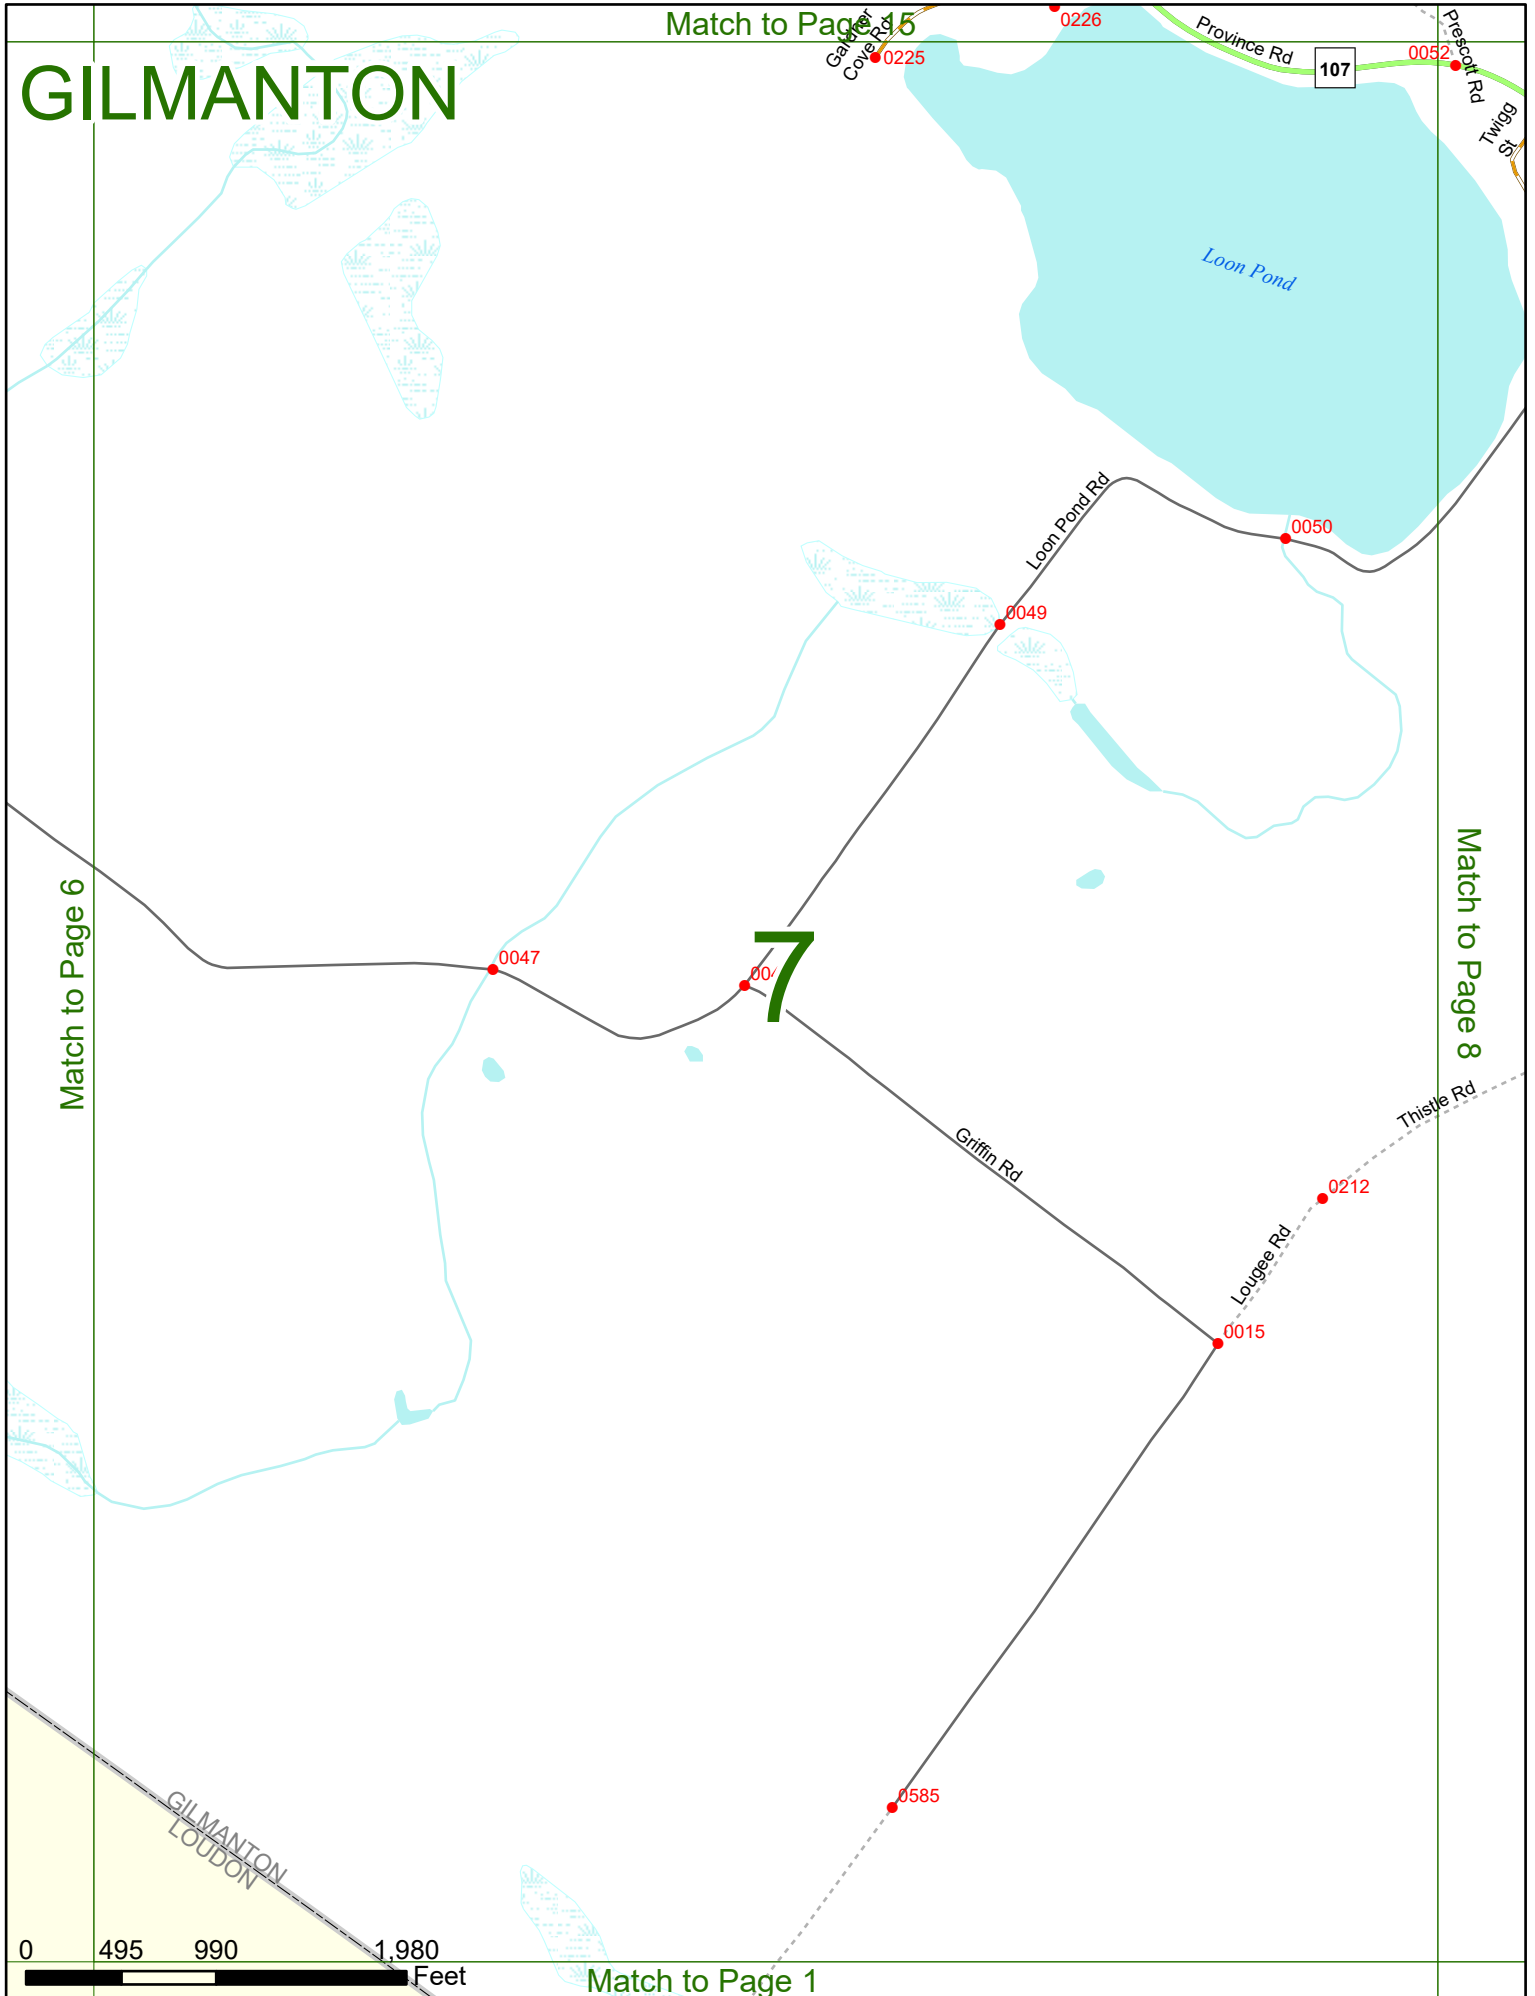 Match to Page 15
GILMANTON
Gardner
Cove Rd
0225
0226
Province Rd
107
0052
Prescott Rd
Twigg
St
Loon Pond
Loon Pond Rd
0050
0049
Match to Page 6
Match to Page 8
0047
7
Thistle Rd
Griffin Rd
0212
Lougee Rd
0015
0585
GILMANTON
LOUDON
0 495 990 1,980
Feet
Match to Page 1